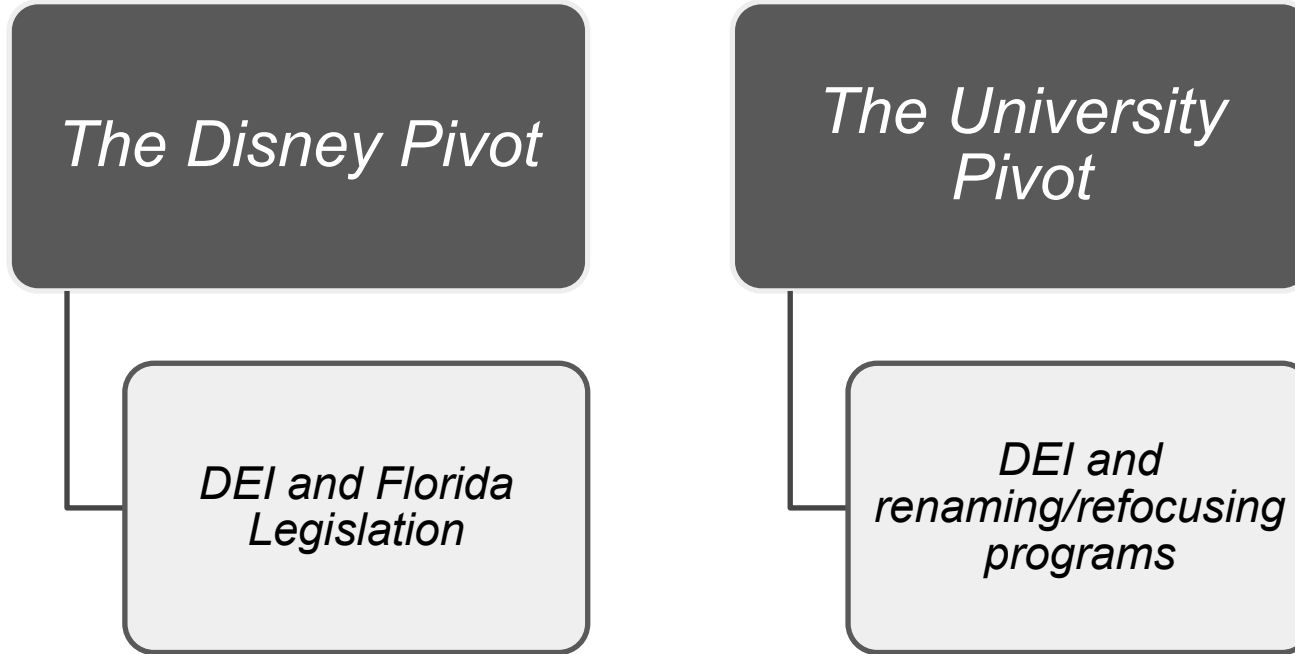 The Disney Pivot
DEI and Florida
Legislation
The University
Pivot
DEI and
renaming/refocusing
programs